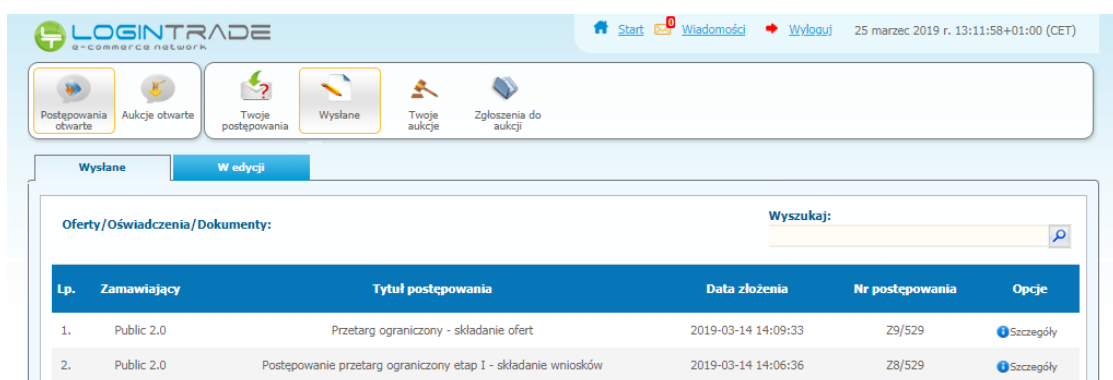 LOGINTRADE
e-commerce network
Start 0 Wiadomości Wyloguj 25 marzec 2019 r. 13:11:58+01:00 (CET)
Postępowania otwarte
Aukcje otwarte
Twoje postępowania
Wysłane
Twoje aukcje
Zgłoszenia do aukcji
Wysłane W edycji
Oferty/Oświadczenia/Dokumenty:
Wyszukaj:
Lp. Zamawiający Tytuł postępowania Data złożenia Nr postępowania Opcje
1. Public 2.0 Przetarg ograniczony - składanie ofert 2019-03-14 14:09:33 Z9/529 Szczegóły
2. Public 2.0 Postępowanie przetarg ograniczony etap I - składanie wniosków 2019-03-14 14:06:36 Z8/529 Szczegóły